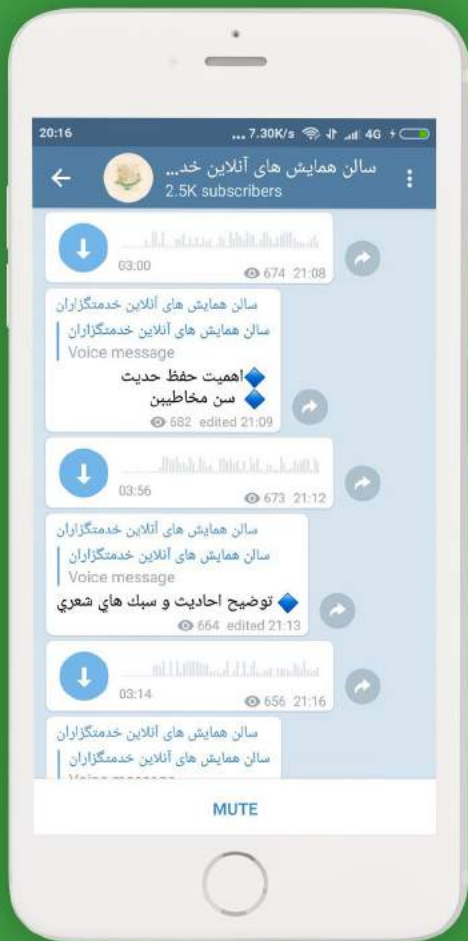 20:16
... 7.30K/s 4G
سالن همایش های آنلاین خد...
2.5K subscribers
03:00
674 21:08
سالن همایش های آنلاین خدمتگزاران
سالن همایش های آنلاین خدمتگزاران
Voice message
اهمیت حفظ حدیث
سن مخاطبین
682 edited 21:09
03:56
673 21:12
سالن همایش های آنلاین خدمتگزاران
سالن همایش های آنلاین خدمتگزاران
Voice message
توضیح احادیث و سبك هاي شعري
664 edited 21:13
03:14
656 21:16
سالن همایش های آنلاین خدمتگزاران
سالن همایش های آنلاین خدمتگزاران
Voice message
MUTE